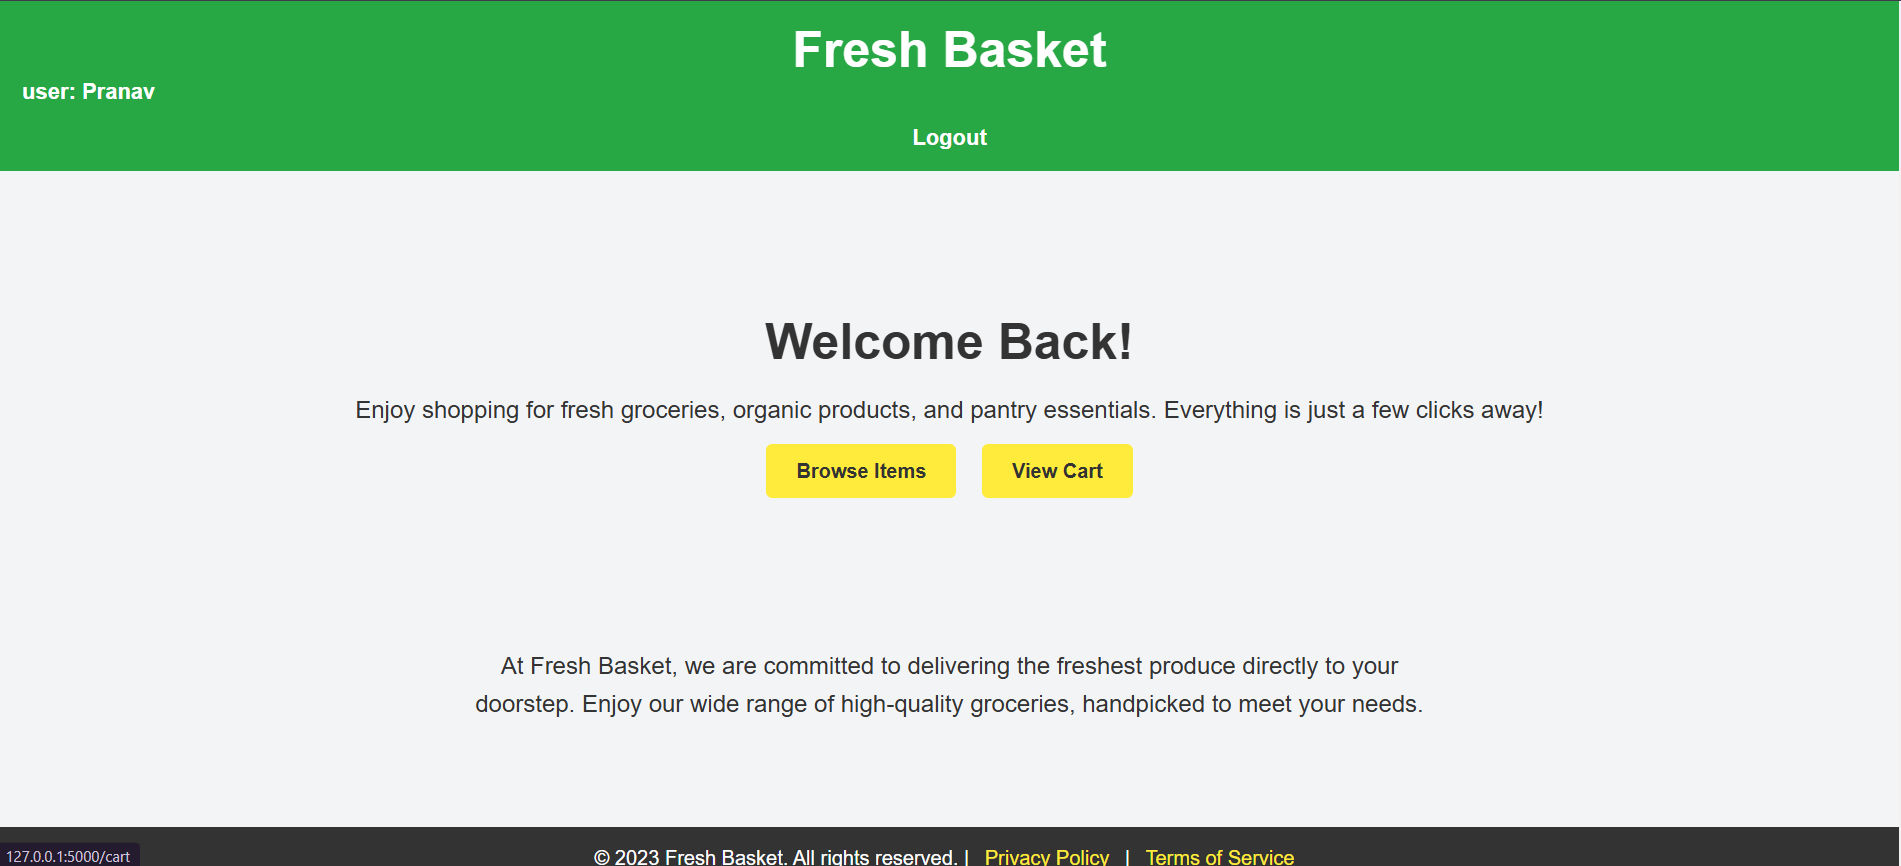 Fresh Basket
user: Pranav
Logout
Welcome Back!
Enjoy shopping for fresh groceries, organic products, and pantry essentials. Everything is just a few clicks away!
Browse Items View Cart
At Fresh Basket, we are committed to delivering the freshest produce directly to your
doorstep. Enjoy our wide range of high-quality groceries, handpicked to meet your needs.
© 2023 Fresh Basket. All rights reserved. | Privacy Policy | Terms of Service
127.0.0.1:5000/cart